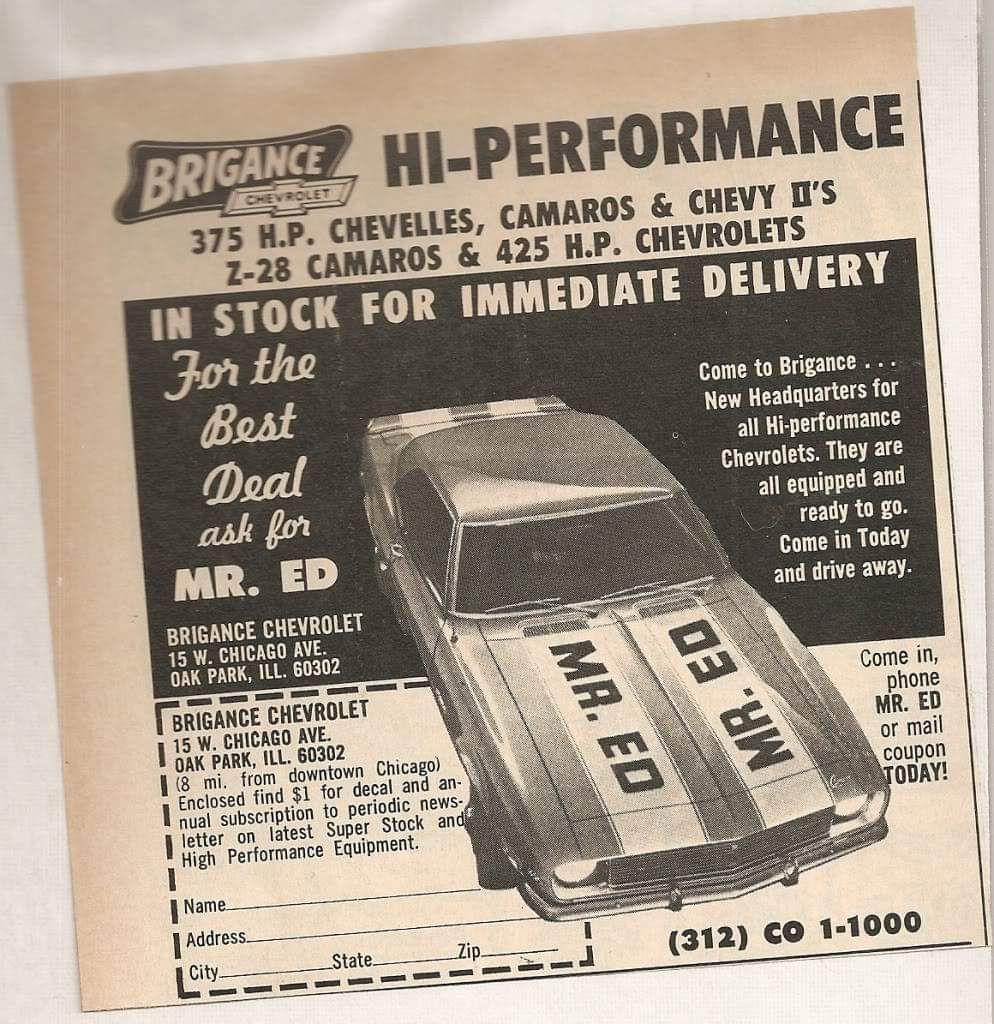 BRIGANCE
CHEVROLET
HI-PERFORMANCE
375 H.P. CHEVELLES, CAMAROS & CHEVY II'S
Z-28 CAMAROS & 425 H.P. CHEVROLETS
IN STOCK FOR IMMEDIATE DELIVERY
For the
Best
Deal
ask for
MR. ED
BRIGANCE CHEVROLET
15 W. CHICAGO AVE.
OAK PARK, ILL. 60302
Come to Brigance . . .
New Headquarters for
all Hi-performance
Chevrolets. They are
all equipped and
ready to go.
Come in Today
and drive away.
MR. ED
MR. ED
Come in,
phone
MR. ED
or mail
coupon
TODAY!
BRIGANCE CHEVROLET
15 W. CHICAGO AVE.
OAK PARK, ILL. 60302
(8 mi. from downtown Chicago)
Enclosed find $1 for decal and an-
nual subscription to periodic news-
letter on latest Super Stock and
High Performance Equipment.
Name
Address
City State Zip
(312) CO 1-1000